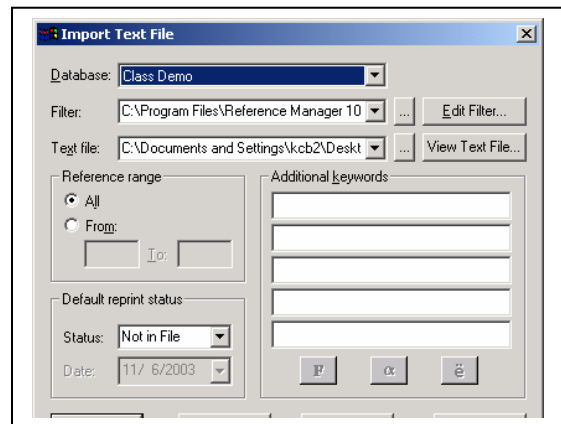 Import Text File
Database: Class Demo
Filter: C:\Program Files\Reference Manager 10 ... Edit Filter...
Text file: C:\Documents and Settings\kcb2\Deskt ... View Text File...
Reference range
All
From:
To:
Additional keywords
Default reprint status
Status: Not in File
Date: 11/ 6/2003
F α ë